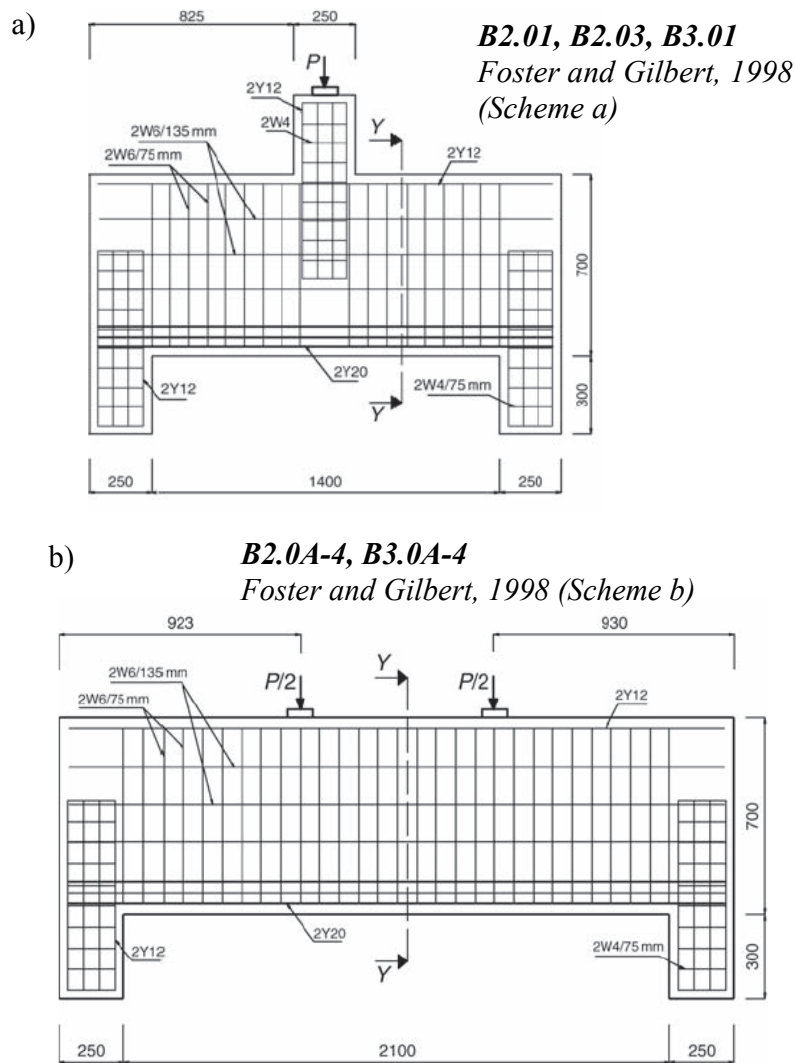 a)
825
250
B2.01, B2.03, B3.01
Foster and Gilbert, 1998
(Scheme a)
P
2Y12
2W4
2W6/135 mm
2W6/75 mm
Y
2Y12
700
2Y20
2Y12
2W4/75 mm
Y
300
250
1400
250
b)
B2.0A-4, B3.0A-4
Foster and Gilbert, 1998 (Scheme b)
923
930
2W6/135 mm
2W6/75 mm
P/2
Y
P/2
2Y12
700
2Y12
2Y20
Y
2W4/75 mm
300
250
2100
250